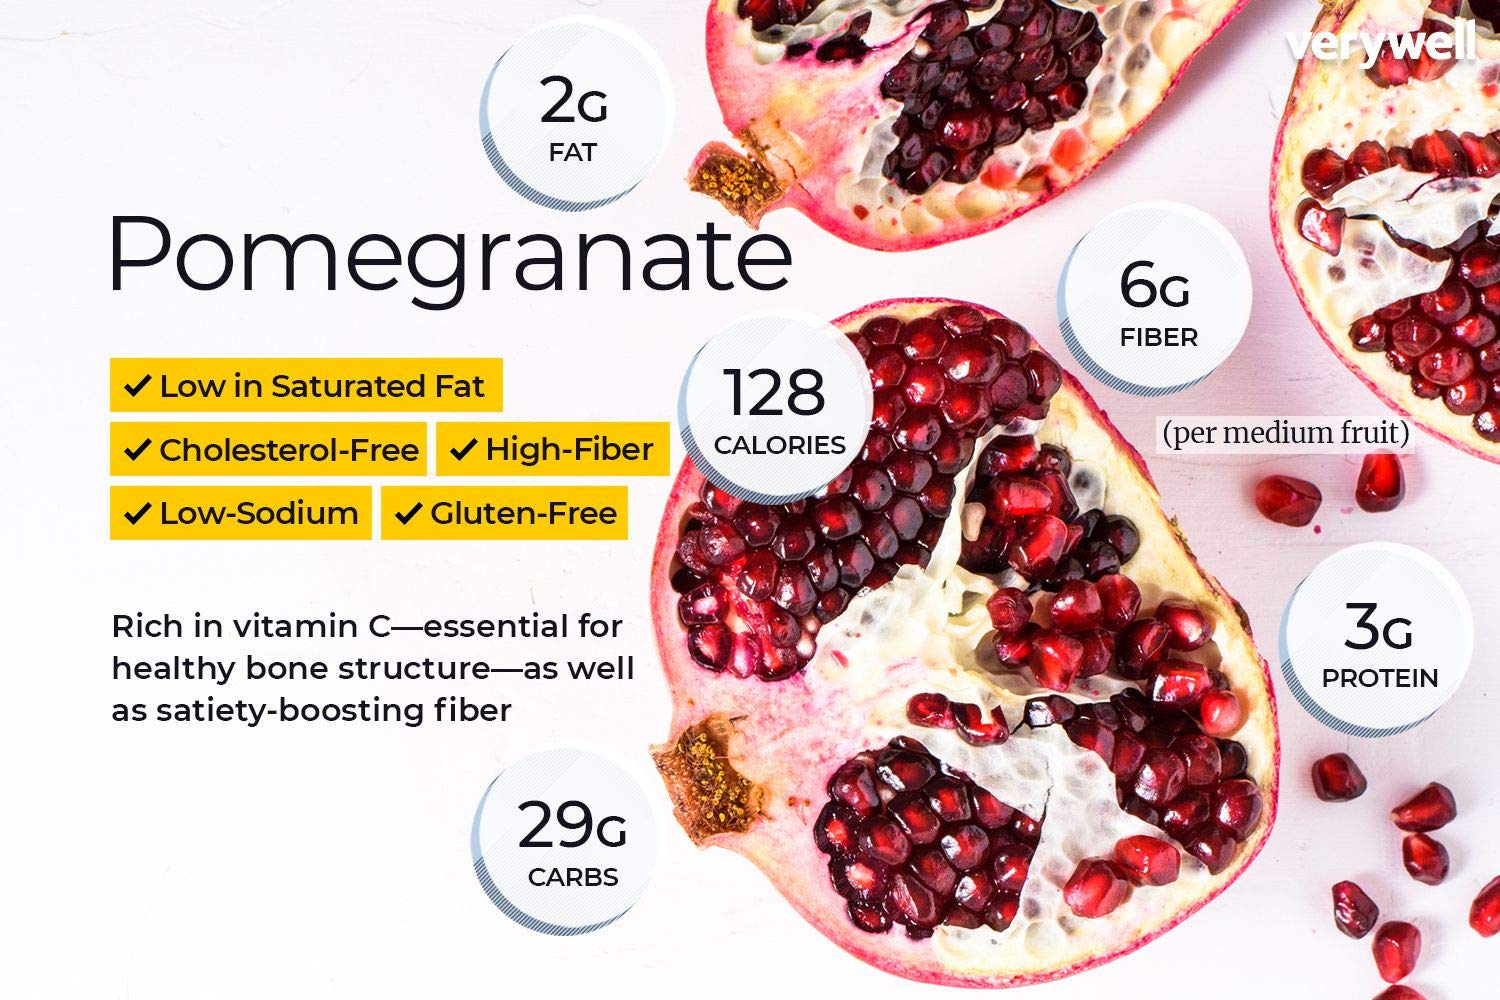 verywell
2G
FAT
Pomegranate
6G
FIBER
✓ Low in Saturated Fat
128
CALORIES
✓ Cholesterol-Free ✓ High-Fiber
(per medium fruit)
✓ Low-Sodium ✓ Gluten-Free
3G
PROTEIN
Rich in vitamin C—essential for
healthy bone structure—as well
as satiety-boosting fiber
29G
CARBS